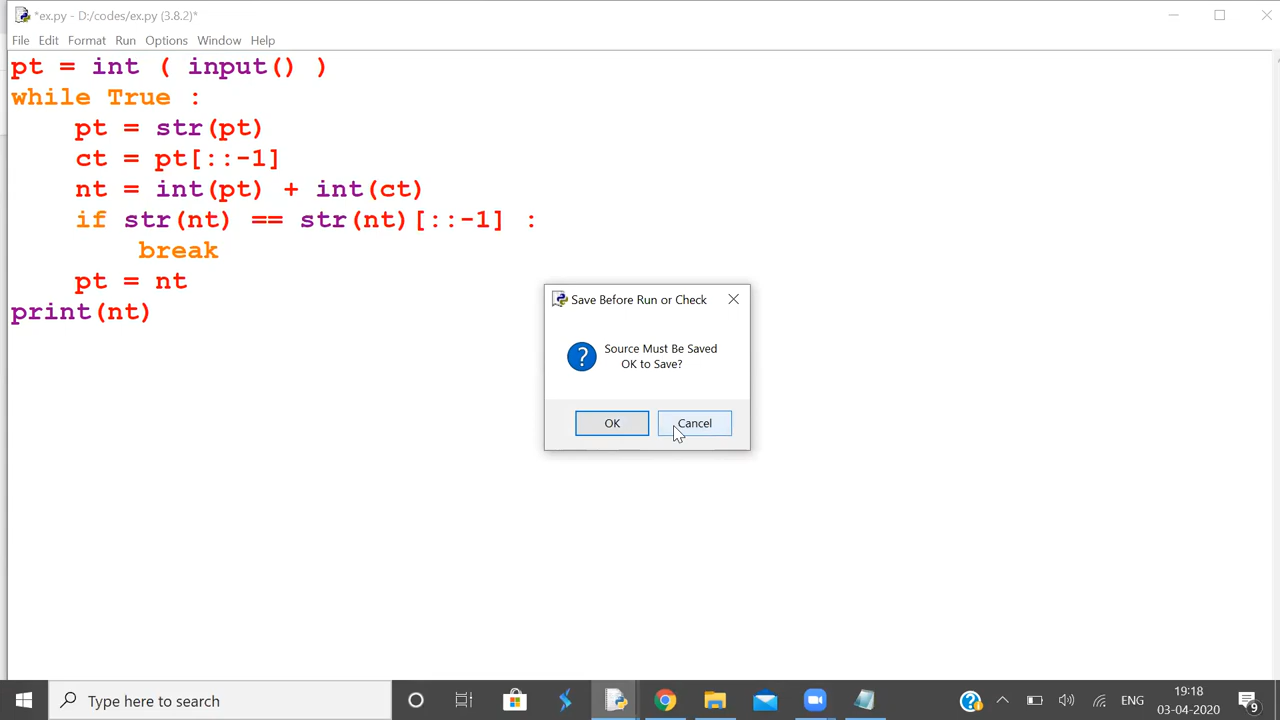 *ex.py - D:/codes/ex.py (3.8.2)*
File Edit Format Run Options Window Help
pt = int ( input() )
while True :
    pt = str(pt)
    ct = pt[::-1]
    nt = int(pt) + int(ct)
    if str(nt) == str(nt)[::-1] :
        break
    pt = nt
print(nt)
Save Before Run or Check
Source Must Be Saved
OK to Save?
OK Cancel
Type here to search
ENG
19:18
03-04-2020
9